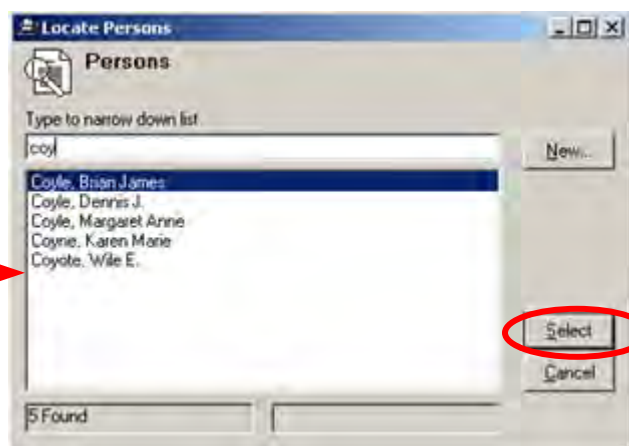 Locate Persons
Persons
Type to narrow down list
coy
New...
Coyle, Brian James
Coyle, Dennis J.
Coyle, Margaret Anne
Coyne, Karen Marie
Coyote, Wile E.
Select
Cancel
5 Found